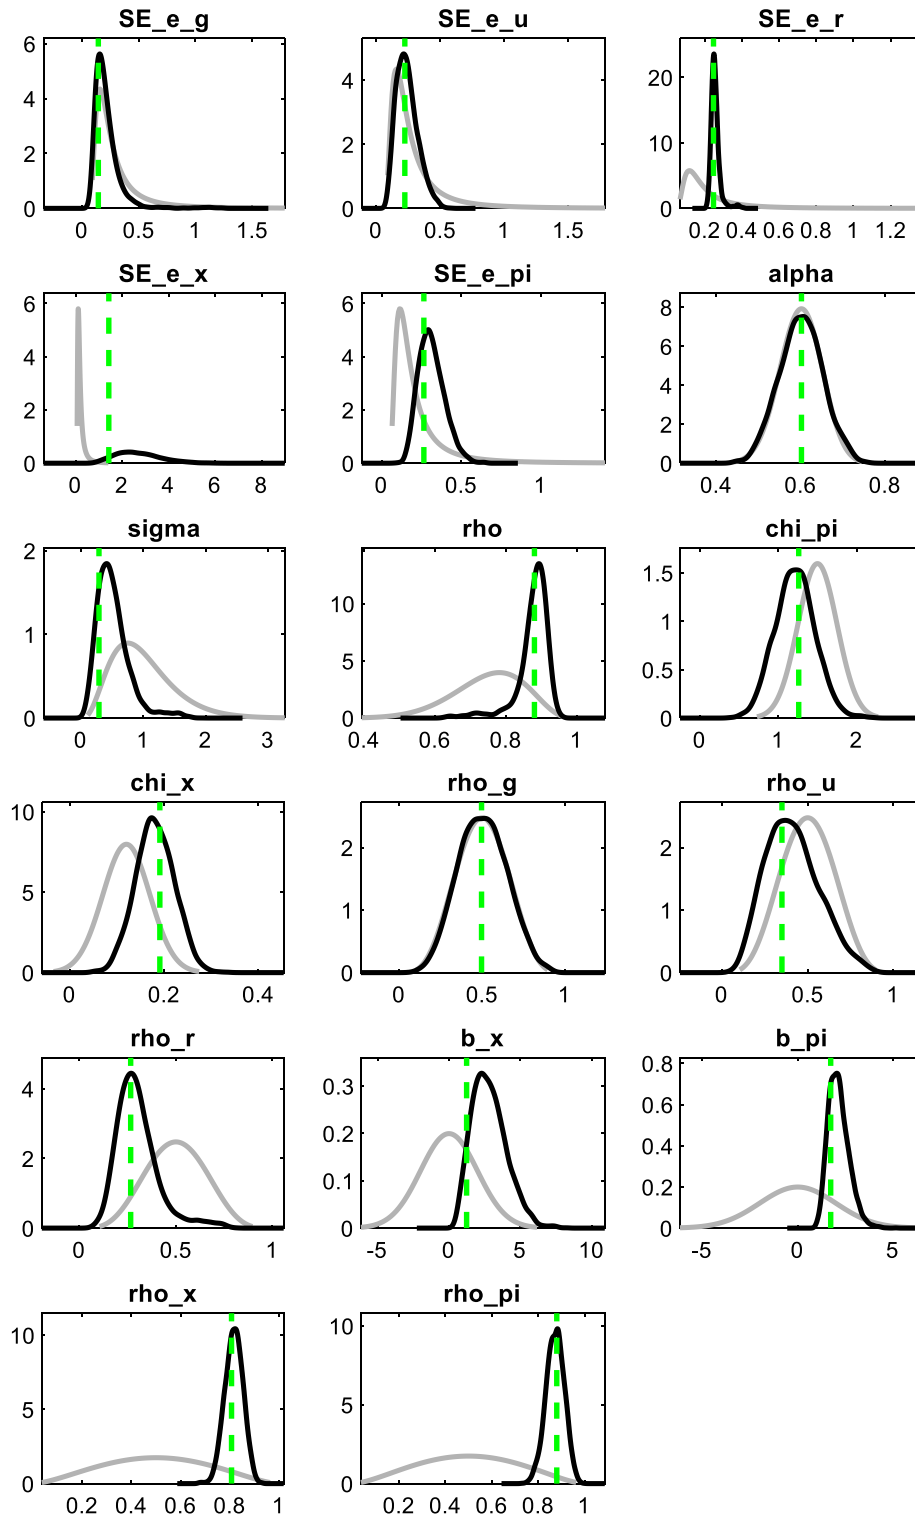 SE_e_g SE_e_u SE_e_r
6 4 2 0
0 0.5 1 1.5
4 2 0
0 0.5 1 1.5
20 10 0
0.2 0.4 0.6 0.8 1 1.2
SE_e_x SE_e_pi alpha
6 4 2 0
0 2 4 6 8
6 4 2 0
0 0.5 1
8 6 4 2 0
0.4 0.6 0.8
sigma rho chi_pi
2 1 0
0 1 2 3
10 5 0
0.4 0.6 0.8 1
1.5 1 0.5 0
0 1 2
chi_x rho_g rho_u
10 5 0
0 0.2 0.4
2 1 0
0 0.5 1
2 1 0
0 0.5 1
rho_r b_x b_pi
4 2 0
0 0.5 1
0.3 0.2 0.1 0
-5 0 5 10
0.8 0.6 0.4 0.2 0
-5 0 5
rho_x rho_pi
10 5 0
0.2 0.4 0.6 0.8 1
10 5 0
0.2 0.4 0.6 0.8 1